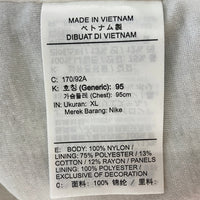 MADE IN VIETNAM
ベトナム製
DIBUAT DI VIETNAM
C: 170/92A
K: 호칭 (Generic): 95
가슴둘레 (Chest): 95cm
IN: Ukuran: XL
Merek Barang: Nike
E: BODY: 100% NYLON/
LINING: 75% POLYESTER/ 13%
COTTON/ 12% RAYON/ PANELS
LINING: 100% POLYESTER/
EXCLUSIVE OF DECORATION
C: 面料: 100% 锦纶/ 里料: